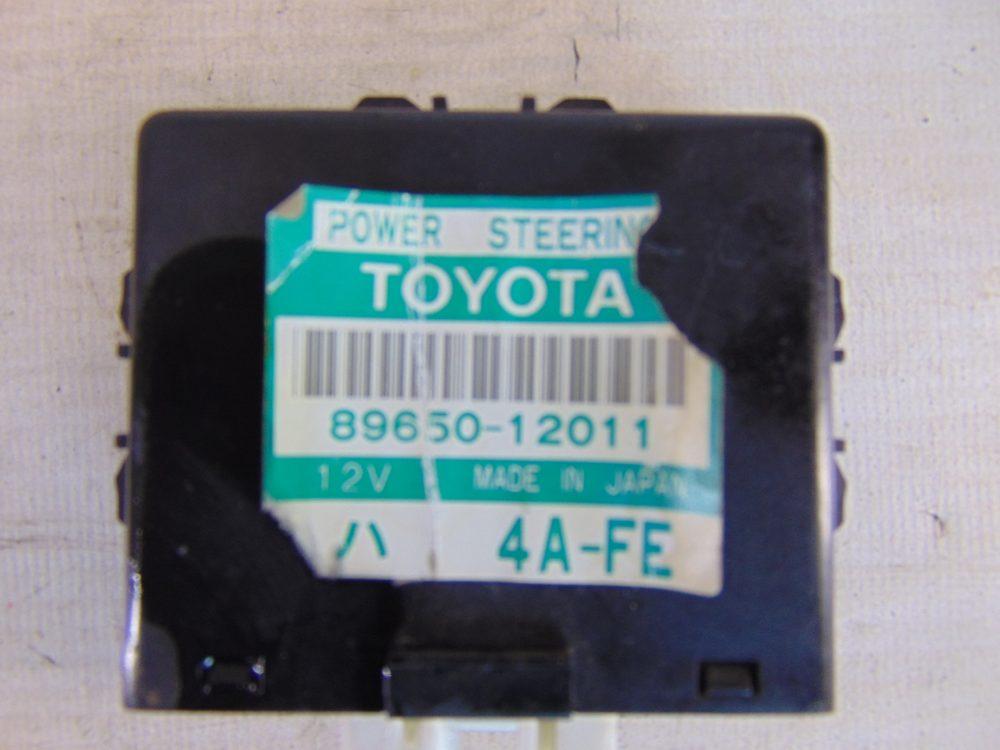 POWER STEERING
TOYOTA
89650-12011
12V MADE IN JAPAN
ハ 4A-FE